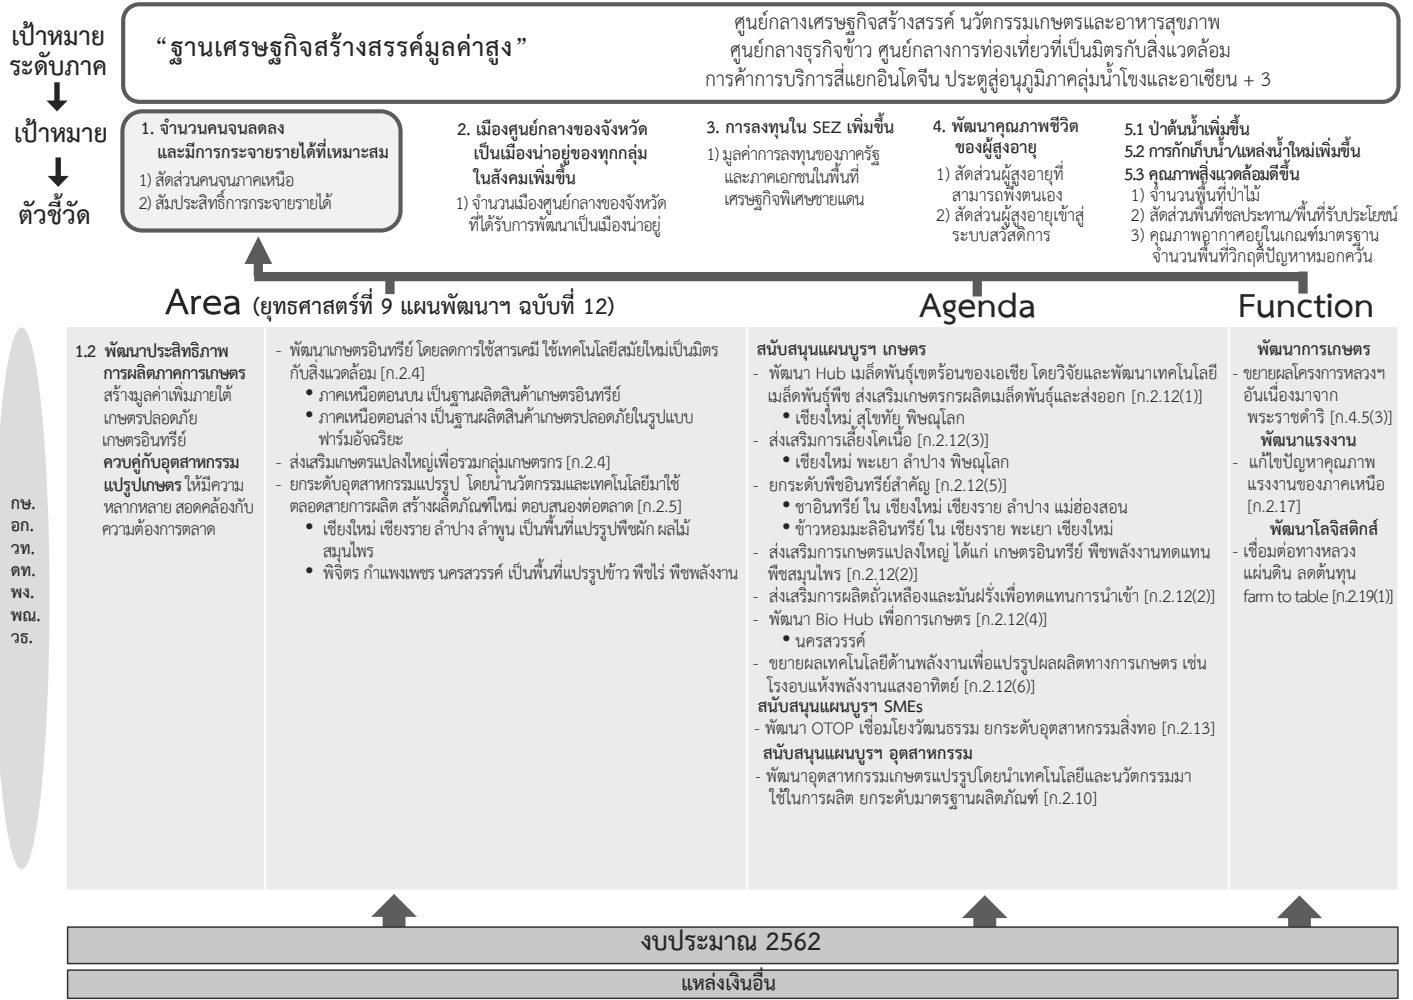 เป้าหมาย
ระดับภาค
“ฐานเศรษฐกิจสร้างสรรค์มูลค่าสูง”
ศูนย์กลางเศรษฐกิจสร้างสรรค์ นวัตกรรมเกษตรและอาหารสุขภาพ
ศูนย์กลางธุรกิจข้าว ศูนย์กลางการท่องเที่ยวที่เป็นมิตรกับสิ่งแวดล้อม
การค้าการบริการสี่แยกอินโดจีน ประตูสู่อนุภูมิภาคลุ่มน้ำโขงและอาเซียน + 3
เป้าหมาย
ตัวชี้วัด
1. จำนวนคนจนลดลง
และมีการกระจายรายได้ที่เหมาะสม
1) สัดส่วนคนจนภาคเหนือ
2) สัมประสิทธิ์การกระจายรายได้
2. เมืองศูนย์กลางของจังหวัด
เป็นเมืองน่าอยู่ของทุกกลุ่ม
ในสังคมเพิ่มขึ้น
1) จำนวนเมืองศูนย์กลางของจังหวัด
ที่ได้รับการพัฒนาเป็นเมืองน่าอยู่
3. การลงทุนใน SEZ เพิ่มขึ้น
1) มูลค่าการลงทุนของภาครัฐ
และภาคเอกชนในพื้นที่
เศรษฐกิจพิเศษชายแดน
4. พัฒนาคุณภาพชีวิต
ของผู้สูงอายุ
1) สัดส่วนผู้สูงอายุที่
สามารถพึ่งตนเอง
2) สัดส่วนผู้สูงอายุเข้าสู่
ระบบสวัสดิการ
5.1 ป่าต้นน้ำเพิ่มขึ้น
5.2 การกักเก็บน้ำ/แหล่งน้ำใหม่เพิ่มขึ้น
5.3 คุณภาพสิ่งแวดล้อมดีขึ้น
1) จำนวนพื้นที่ป่าไม้
2) สัดส่วนพื้นที่ชลประทาน/พื้นที่รับประโยชน์
3) คุณภาพอากาศอยู่ในเกณฑ์มาตรฐาน
จำนวนพื้นที่วิกฤติปัญหาหมอกควัน
Area (ยุทธศาสตร์ที่ 9 แผนพัฒนาฯ ฉบับที่ 12)
Agenda
Function
กษ.
อก.
วท.
ดท.
พง.
พณ.
วธ.
1.2 พัฒนาประสิทธิภาพ
การผลิตภาคการเกษตร
สร้างมูลค่าเพิ่มภายใต้
เกษตรปลอดภัย
เกษตรอินทรีย์
ควบคู่กับอุตสาหกรรม
แปรรูปเกษตร ให้มีความ
หลากหลาย สอดคล้องกับ
ความต้องการตลาด
- พัฒนาเกษตรอินทรีย์ โดยลดการใช้สารเคมี ใช้เทคโนโลยีสมัยใหม่เป็นมิตร
กับสิ่งแวดล้อม [ก.2.4]
• ภาคเหนือตอนบน เป็นฐานผลิตสินค้าเกษตรอินทรีย์
• ภาคเหนือตอนล่าง เป็นฐานผลิตสินค้าเกษตรปลอดภัยในรูปแบบ
ฟาร์มอัจฉริยะ
- ส่งเสริมเกษตรแปลงใหญ่เพื่อรวมกลุ่มเกษตรกร [ก.2.4]
- ยกระดับอุตสาหกรรมแปรรูป โดยนำนวัตกรรมและเทคโนโลยีมาใช้
ตลอดสายการผลิต สร้างผลิตภัณฑ์ใหม่ ตอบสนองต่อตลาด [ก.2.5]
• เชียงใหม่ เชียงราย ลำปาง ลำพูน เป็นพื้นที่แปรรูปพืชผัก ผลไม้
สมุนไพร
• พิจิตร กำแพงเพชร นครสวรรค์ เป็นพื้นที่แปรรูปข้าว พืชไร่ พืชพลังงาน
สนับสนุนแผนบูรฯ เกษตร
- พัฒนา Hub เมล็ดพันธุ์เขตร้อนของเอเชีย โดยวิจัยและพัฒนาเทคโนโลยี
เมล็ดพันธุ์พืช ส่งเสริมเกษตรกรผลิตเมล็ดพันธุ์และส่งออก [ก.2.12(1)]
• เชียงใหม่ สุโขทัย พิษณุโลก
- ส่งเสริมการเลี้ยงโคเนื้อ [ก.2.12(3)]
• เชียงใหม่ พะเยา ลำปาง พิษณุโลก
- ยกระดับพืชอินทรีย์สำคัญ [ก.2.12(5)]
• ชาอินทรีย์ ใน เชียงใหม่ เชียงราย ลำปาง แม่ฮ่องสอน
• ข้าวหอมมะลิอินทรีย์ ใน เชียงราย พะเยา เชียงใหม่
- ส่งเสริมการเกษตรแปลงใหญ่ ได้แก่ เกษตรอินทรีย์ พืชพลังงานทดแทน
พืชสมุนไพร [ก.2.12(2)]
- ส่งเสริมการผลิตถั่วเหลืองและมันฝรั่งเพื่อทดแทนการนำเข้า [ก.2.12(2)]
- พัฒนา Bio Hub เพื่อการเกษตร [ก.2.12(4)]
• นครสวรรค์
- ขยายผลเทคโนโลยีด้านพลังงานเพื่อแปรรูปผลผลิตทางการเกษตร เช่น
โรงอบแห้งพลังงานแสงอาทิตย์ [ก.2.12(6)]
สนับสนุนแผนบูรฯ SMEs
- พัฒนา OTOP เชื่อมโยงวัฒนธรรม ยกระดับอุตสาหกรรมสิ่งทอ [ก.2.13]
สนับสนุนแผนบูรฯ อุตสาหกรรม
- พัฒนาอุตสาหกรรมเกษตรแปรรูปโดยนำเทคโนโลยีและนวัตกรรมมา
ใช้ในการผลิต ยกระดับมาตรฐานผลิตภัณฑ์ [ก.2.10]
พัฒนาการเกษตร
- ขยายผลโครงการหลวงฯ
อันเนื่องมาจาก
พระราชดำริ [ก.4.5(3)]
พัฒนาแรงงาน
- แก้ไขปัญหาคุณภาพ
แรงงานของภาคเหนือ
[ก.2.17]
พัฒนาโลจิสติกส์
- เชื่อมต่อทางหลวง
แผ่นดิน ลดต้นทุน
farm to table [ก.2.19(1)]
งบประมาณ 2562
แหล่งเงินอื่น